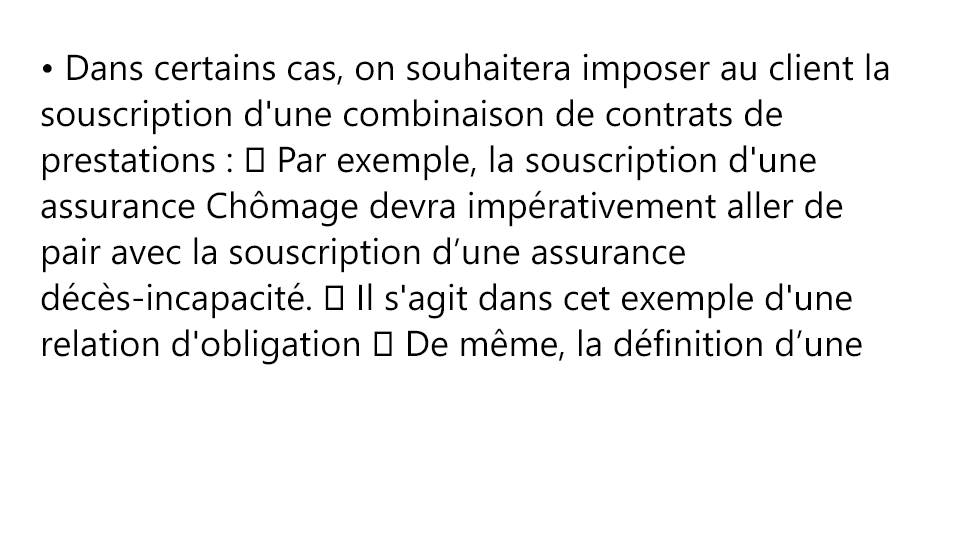 • Dans certains cas, on souhaitera imposer au client la
souscription d'une combinaison de contrats de
prestations :  Par exemple, la souscription d'une
assurance Chômage devra impérativement aller de
pair avec la souscription d’une assurance
décès-incapacité.  Il s'agit dans cet exemple d'une
relation d'obligation  De même, la définition d’une